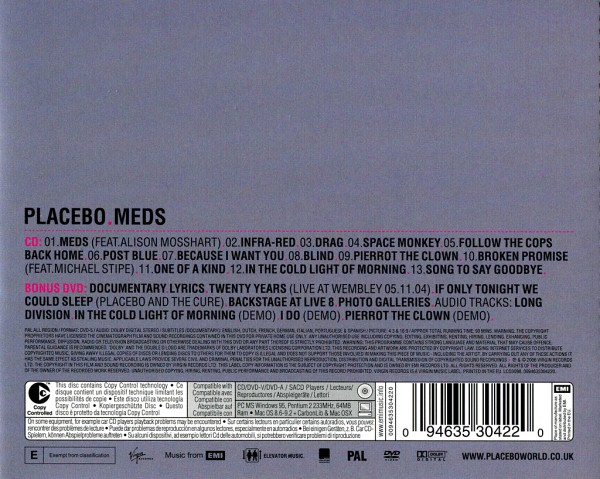 PLACEBO.MEDS
CD: 01.MEDS (FEAT.ALISON MOSSHART).02.INFRA-RED.03.DRAG.04.SPACE MONKEY.05.FOLLOW THE COPS
BACK HOME.06.POST BLUE.07.BECAUSE I WANT YOU.08.BLIND.09.PIERROT THE CLOWN.10.BROKEN PROMISE
(FEAT.MICHAEL STIPE).11.ONE OF A KIND.12.IN THE COLD LIGHT OF MORNING.13.SONG TO SAY GOODBYE.
BONUS DVD: DOCUMENTARY.LYRICS.TWENTY YEARS (LIVE AT WEMBLEY 05.11.04).IF ONLY TONIGHT WE
COULD SLEEP (PLACEBO AND THE CURE).BACKSTAGE AT LIVE 8.PHOTO GALLERIES.AUDIO TRACKS: LONG
DIVISION.IN THE COLD LIGHT OF MORNING (DEMO).I DO (DEMO).PIERROT THE CLOWN (DEMO).
Copy
Controlled
This disc contains Copy Control technology • Ce
disque contient un dispositif technique limitant les
possibilités de copie • Este disco utiliza tecnologia
Copy Control • Kopiergeschützte Disc • Questo
disco è protetto da tecnologia Copy Control
Compatible with
Compatible avec
Compatible con
Abspielbar auf
Compatibile con
CD/DVD-V/DVD-A / SACD Players / Lecteurs/
Reproductores / Abspielgeräte / Lettori
PC MS Windows 95, Pentium 2 233MHz, 64MB
Ram • Mac OS 8.6-9.2 + CarbonLib & Mac OSX
On some equipment, for example car CD players playback problems may be encountered • Sur certains lecteurs en particulier certains autoradios, vous pouvez
rencontrer des problèmes de lecture • Puede dar problemas de reproducción en algunos lectores, especialmente en autorradios • Bei einigen Geräten, z. B. Car CD-
Spielern, können Abspielprobleme auftreten • Su alcuni dispositivi, ad esempio lettori Cd delle automobili, si potrebbero verificare problemi di riproduzione
0094635304220
0 94635 30422 0
EMI
E
Exempt from classification.
Virgin
Music from EMI
ELEVATOR MUSIC.
PAL
DVD
VIDEO
DOLBY
DIGITAL
WWW.PLACEBOWORLD.CO.UK